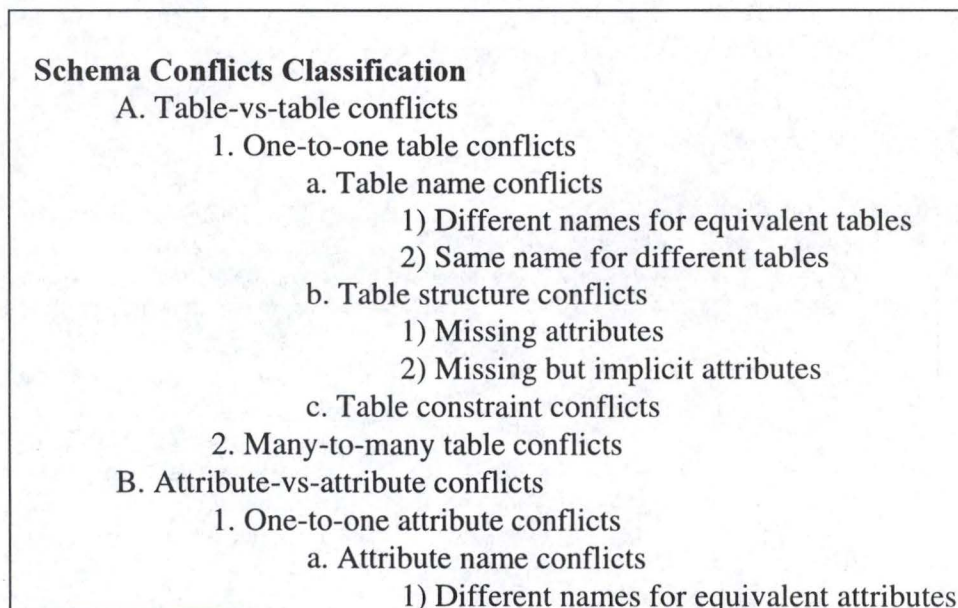 Schema Conflicts Classification
A. Table-vs-table conflicts
1. One-to-one table conflicts
a. Table name conflicts
1) Different names for equivalent tables
2) Same name for different tables
b. Table structure conflicts
1) Missing attributes
2) Missing but implicit attributes
c. Table constraint conflicts
2. Many-to-many table conflicts
B. Attribute-vs-attribute conflicts
1. One-to-one attribute conflicts
a. Attribute name conflicts
1) Different names for equivalent attributes